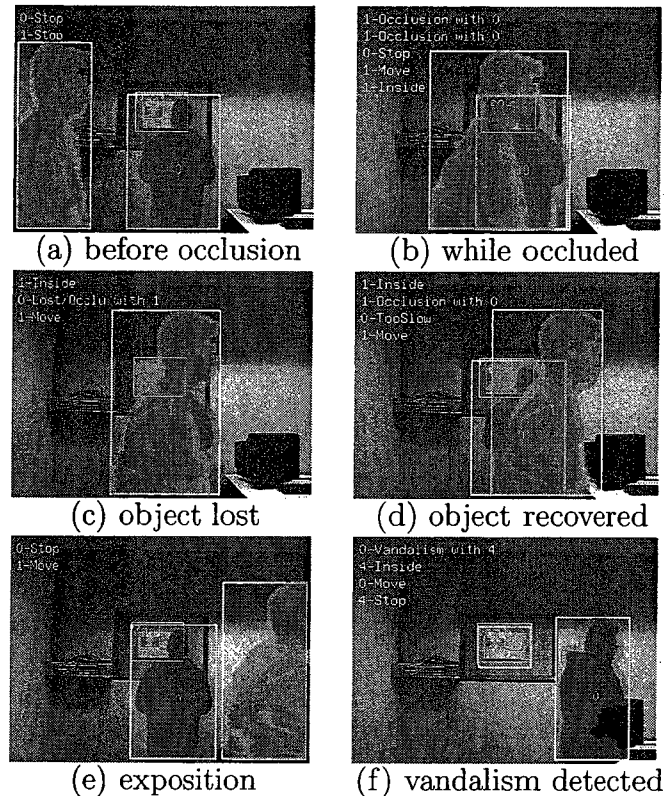 0-Stop
1-Stop
(a) before occlusion
1-Occlusion with 0
1-Occlusion with 0
0-Stop
1-Move
1-Inside
(b) while occluded
1-Inside
0-Lost/Occlu with 1
1-Move
(c) object lost
1-Inside
1-Occlusion with 0
0-TooSlow
1-Move
(d) object recovered
0-Stop
1-Move
(e) exposition
0-Vandalism with 4
4-Inside
0-Move
4-Stop
(f) vandalism detected